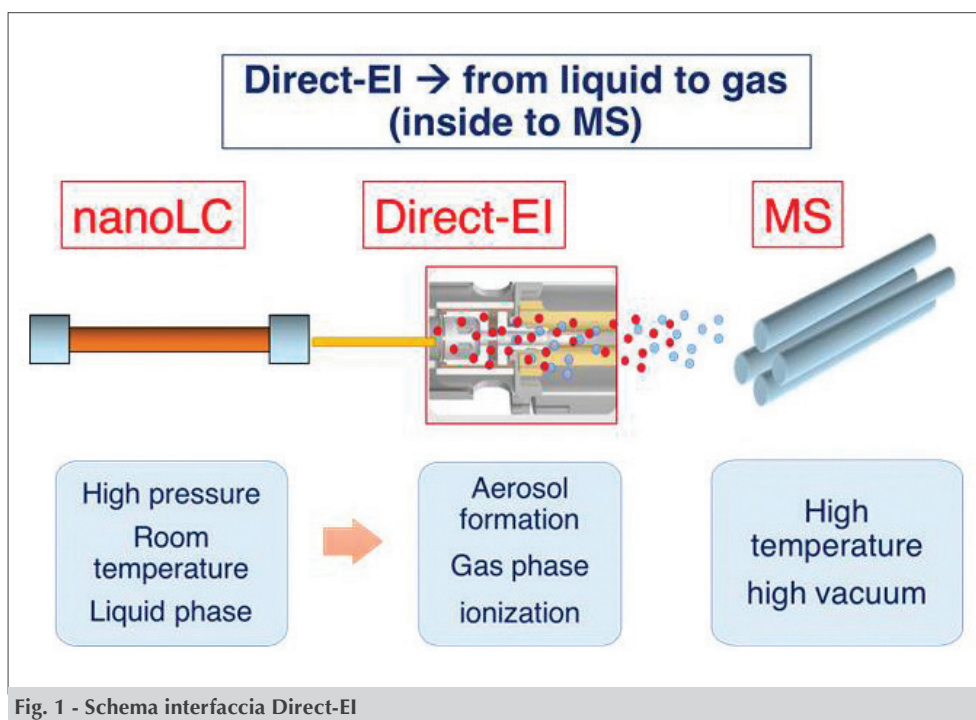 Direct-EI → from liquid to gas
(inside to MS)
nanoLC
Direct-EI
MS
High pressure
Room
temperature
Liquid phase
Aerosol
formation
Gas phase
ionization
High
temperature
high vacuum
Fig. 1 - Schema interfaccia Direct-EI